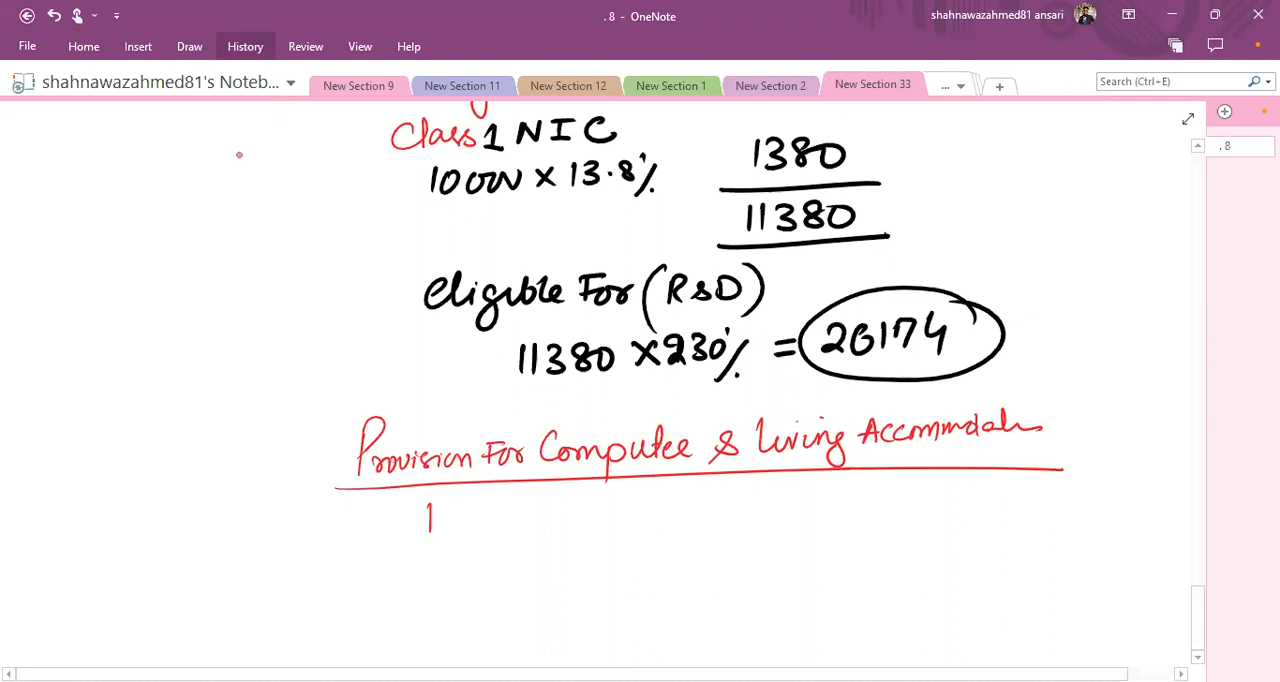 . 8 - OneNote
shahnawazahmed81 ansari
File Home Insert Draw History Review View Help
shahnawazahmed81's Noteb...
New Section 9 New Section 11 New Section 12 New Section 1 New Section 2 New Section 33 ...
Search (Ctrl+E)
. 8
Class 1 NIC
10000 × 13.8%
1380
11380
eligible For (R&D)
11380 × 230% = 26174
Provision For Computee & Living Accommodatn
1